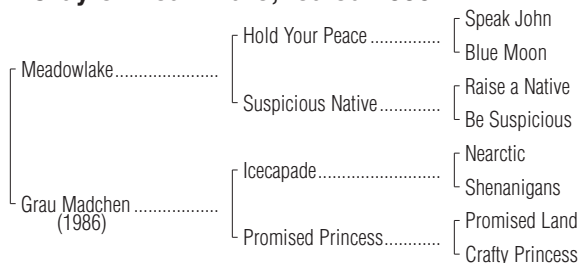 Speak John
Hold Your Peace
Blue Moon
Meadowlake
Raise a Native
Suspicious Native
Be Suspicious
Nearctic
Icecapade
Shenanigans
Grau Madchen
(1986)
Promised Land
Promised Princess
Crafty Princess